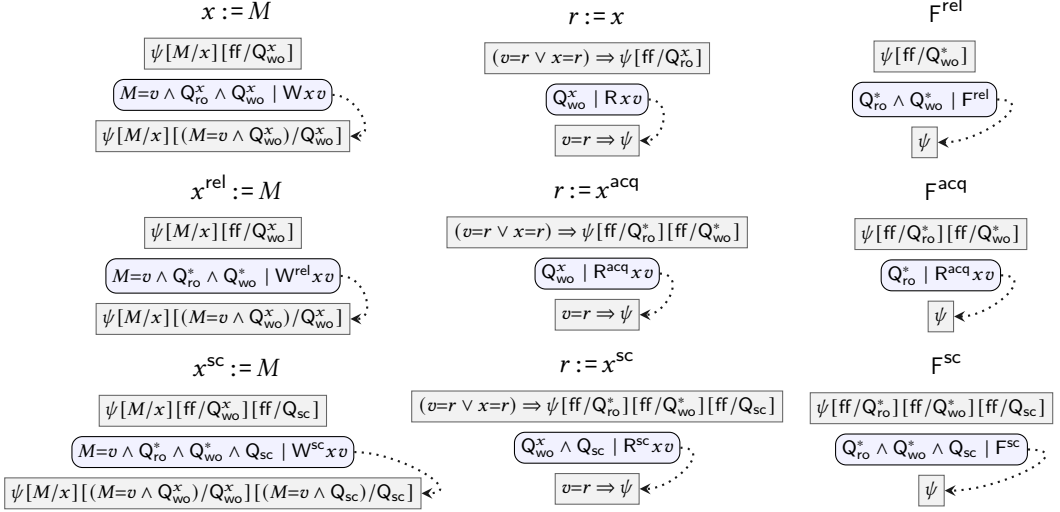 x := M
ψ[M/x][ff/Q^x_wo]
M=v ∧ Q^x_ro ∧ Q^x_wo | W x v
ψ[M/x][(M=v ∧ Q^x_wo)/Q^x_wo]
r := x
(v=r ∨ x=r) ⇒ ψ[ff/Q^x_ro]
Q^x_wo | R x v
v=r ⇒ ψ
F^rel
ψ[ff/Q^*_wo]
Q^*_ro ∧ Q^*_wo | F^rel
ψ
x^rel := M
ψ[M/x][ff/Q^x_wo]
M=v ∧ Q^*_ro ∧ Q^*_wo | W^rel x v
ψ[M/x][(M=v ∧ Q^x_wo)/Q^x_wo]
r := x^acq
(v=r ∨ x=r) ⇒ ψ[ff/Q^*_ro][ff/Q^*_wo]
Q^x_wo | R^acq x v
v=r ⇒ ψ
F^acq
ψ[ff/Q^*_ro][ff/Q^*_wo]
Q^*_ro | R^acq x v
ψ
x^sc := M
ψ[M/x][ff/Q^x_wo][ff/Q_sc]
M=v ∧ Q^*_ro ∧ Q^*_wo ∧ Q_sc | W^sc x v
ψ[M/x][(M=v ∧ Q^x_wo)/Q^x_wo][(M=v ∧ Q_sc)/Q_sc]
r := x^sc
(v=r ∨ x=r) ⇒ ψ[ff/Q^*_ro][ff/Q^*_wo][ff/Q_sc]
Q^x_wo ∧ Q_sc | R^sc x v
v=r ⇒ ψ
F^sc
ψ[ff/Q^*_ro][ff/Q^*_wo][ff/Q_sc]
Q^*_ro ∧ Q^*_wo ∧ Q_sc | F^sc
ψ